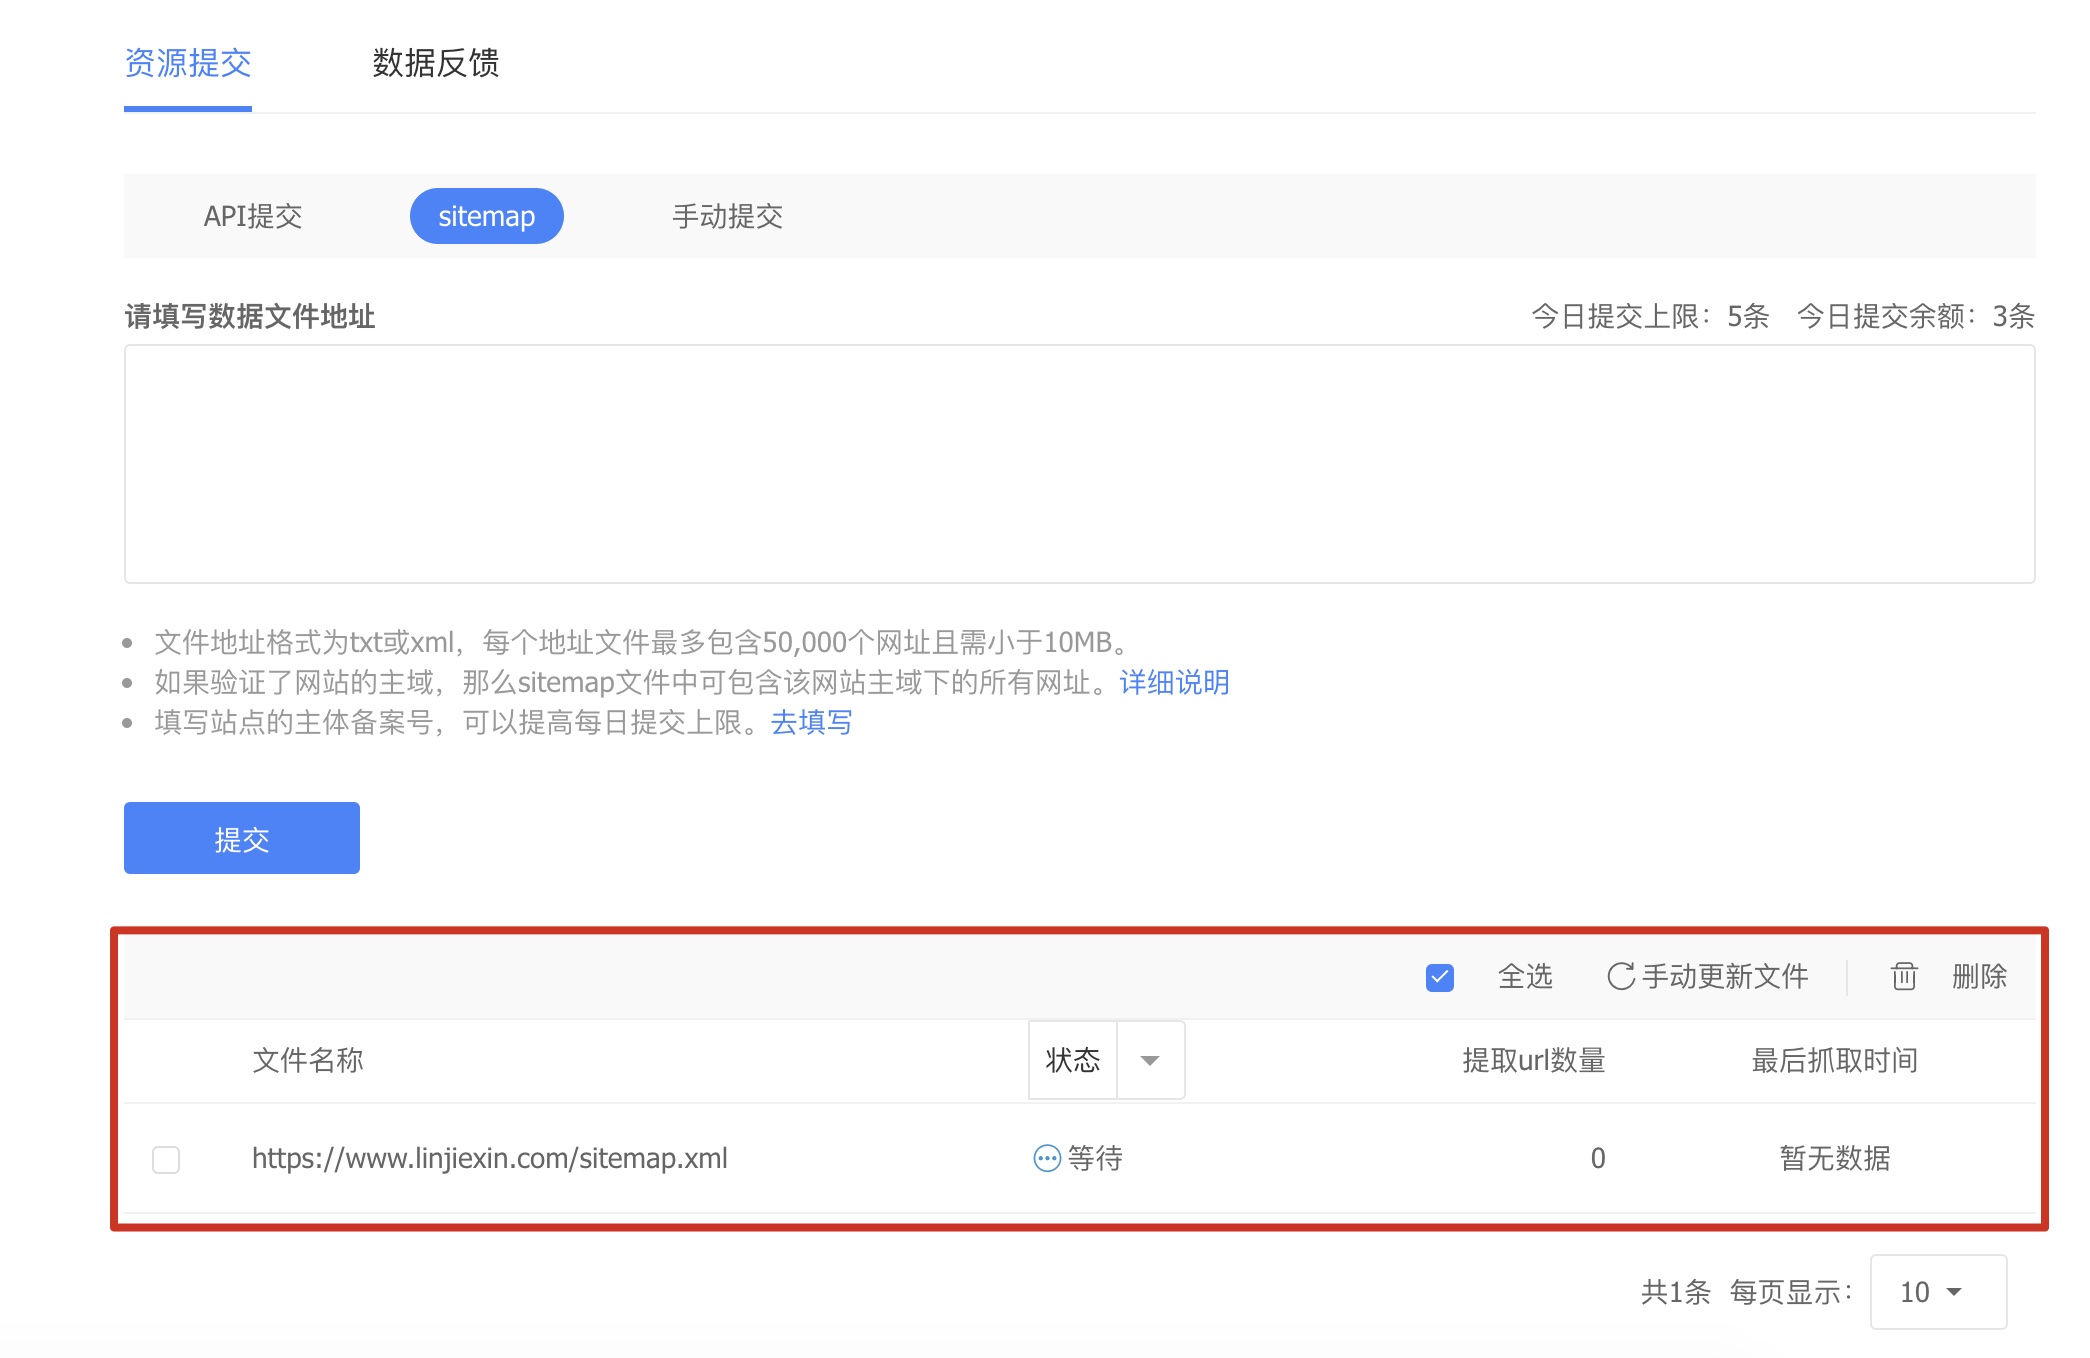 资源提交 数据反馈
API提交 sitemap 手动提交
请填写数据文件地址 今日提交上限：5条 今日提交余额：3条
文件地址格式为txt或xml，每个地址文件最多包含50,000个网址且需小于10MB。
如果验证了网站的主域，那么sitemap文件中可包含该网站主域下的所有网址。详细说明
填写站点的主体备案号，可以提高每日提交上限。去填写
提交
全选 手动更新文件 删除
文件名称 状态 提取url数量 最后抓取时间
https://www.linjiexin.com/sitemap.xml 等待 0 暂无数据
共1条 每页显示： 10